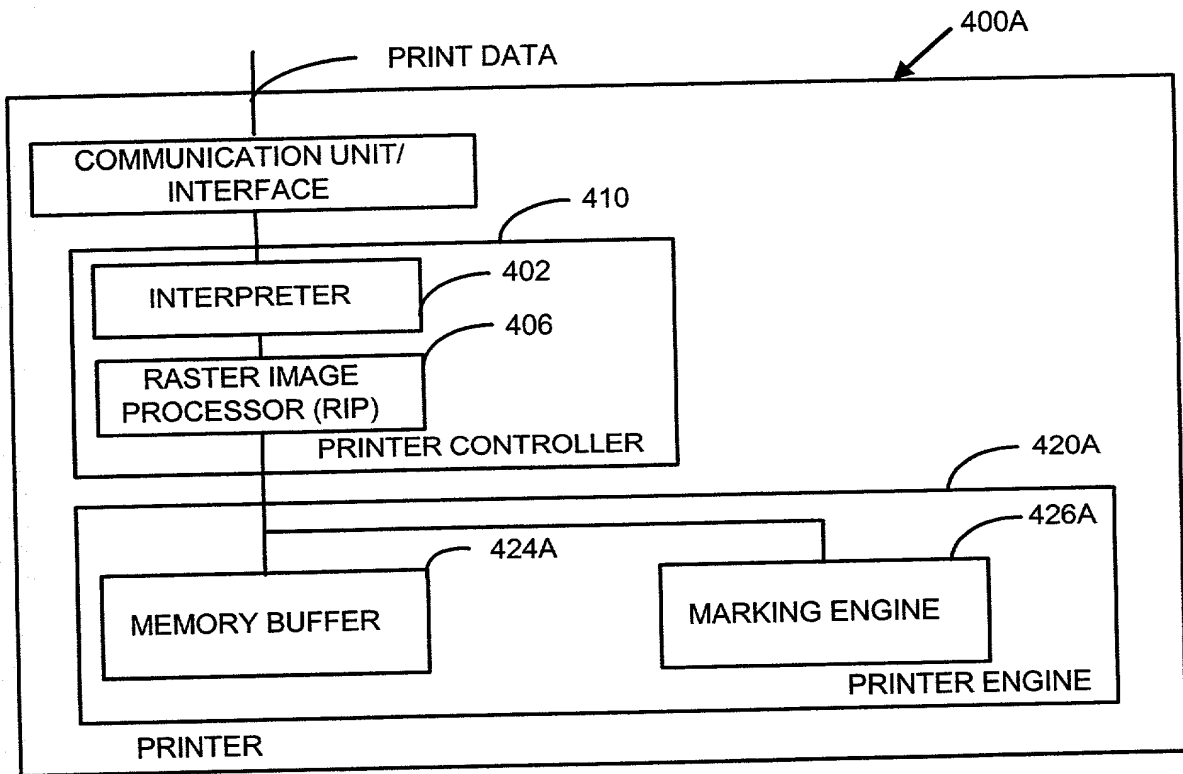 400A
PRINT DATA
COMMUNICATION UNIT/
INTERFACE
410
INTERPRETER
402
406
RASTER IMAGE
PROCESSOR (RIP)
PRINTER CONTROLLER
420A
426A
424A
MEMORY BUFFER
MARKING ENGINE
PRINTER ENGINE
PRINTER